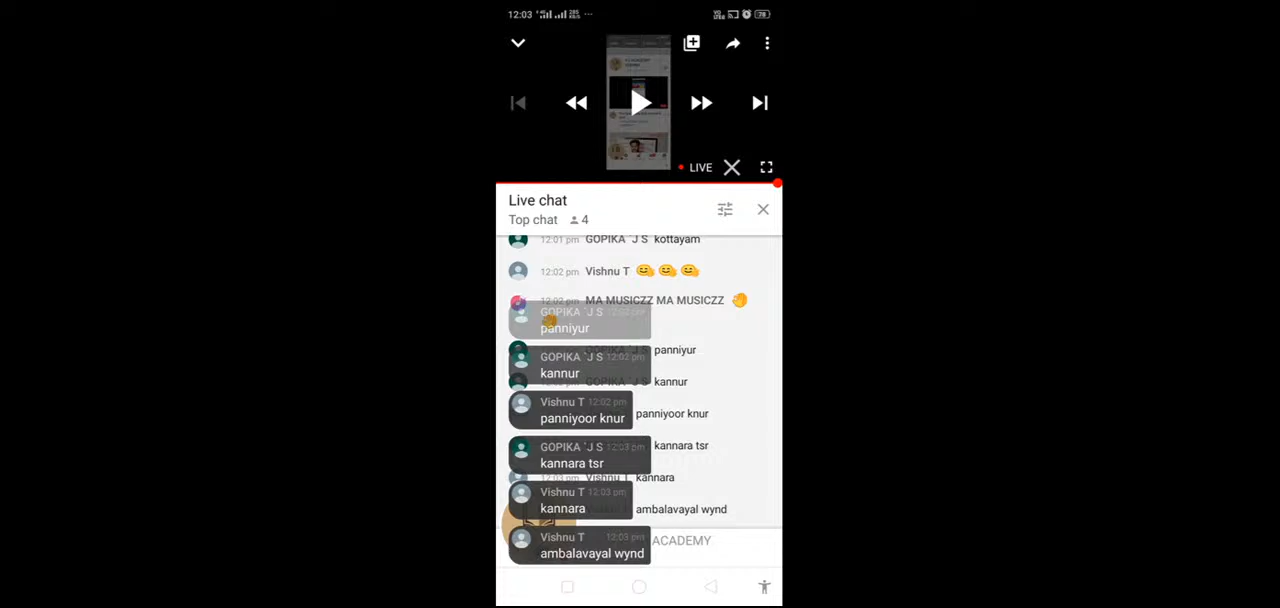 12:03
78
LIVE
Live chat
Top chat 4
12:01 pm GOPIKA `J S kottayam
12:02 pm Vishnu T
12:02 pm MA MUSICZZ MA MUSICZZ
GOPIKA `J S 12:02 pm
panniyur
GOPIKA `J S panniyur
GOPIKA `J S 12:02 pm
kannur
GOPIKA `J S kannur
Vishnu T 12:02 pm
panniyoor knur
panniyoor knur
GOPIKA `J S 12:03 pm
kannara tsr
kannara tsr
12:03 pm Vishnu T kannara
Vishnu T 12:03 pm
kannara
ambalavayal wynd
Vishnu T 12:03 pm
ambalavayal wynd
ACADEMY